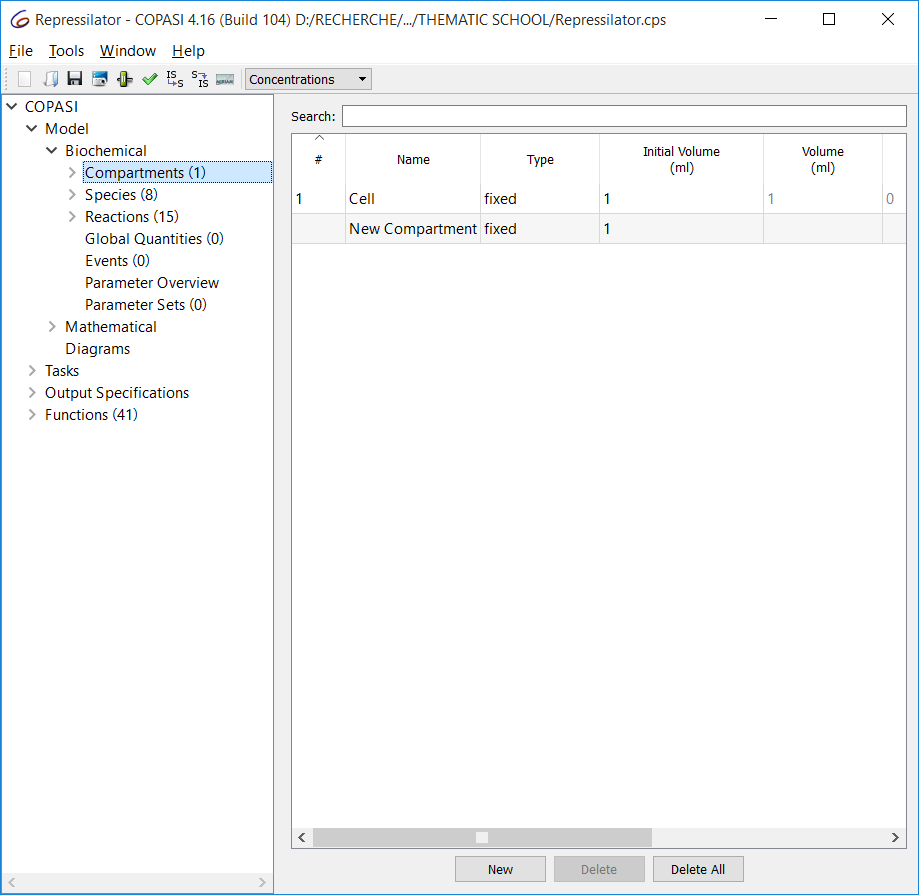 Repressilator - COPASI 4.16 (Build 104) D:/RECHERCHE/.../THEMATIC SCHOOL/Repressilator.cps
File Tools Window Help
Concentrations
COPASI
Model
Biochemical
Compartments (1)
Species (8)
Reactions (15)
Global Quantities (0)
Events (0)
Parameter Overview
Parameter Sets (0)
Mathematical
Diagrams
Tasks
Output Specifications
Functions (41)
Search:
# Name Type Initial Volume (ml) Volume (ml)
1 Cell fixed 1 1 0
New Compartment fixed 1
New Delete Delete All